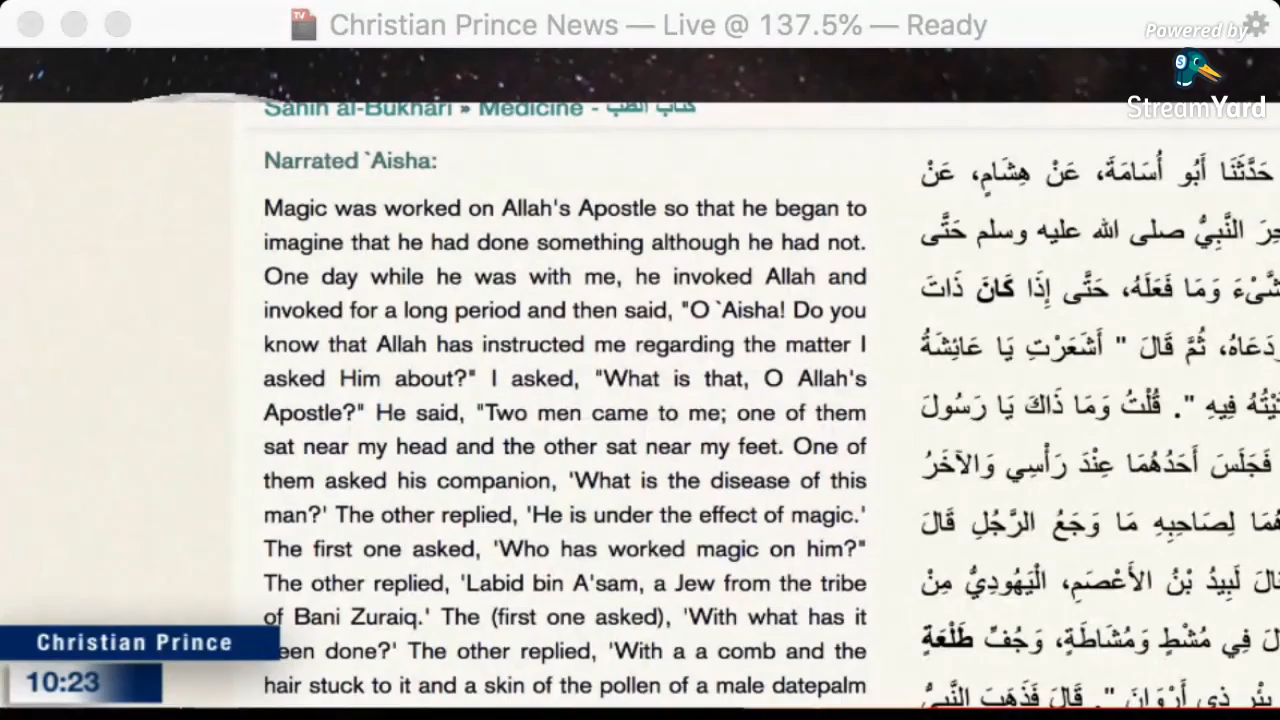 Christian Prince News — Live @ 137.5% — Ready
Powered by
StreamYard
Sahih al-Bukhari » Medicine - كتاب الطب
Narrated `Aisha:
Magic was worked on Allah's Apostle so that he began to
imagine that he had done something although he had not.
One day while he was with me, he invoked Allah and
invoked for a long period and then said, "O `Aisha! Do you
know that Allah has instructed me regarding the matter I
asked Him about?" I asked, "What is that, O Allah's
Apostle?" He said, "Two men came to me; one of them
sat near my head and the other sat near my feet. One of
them asked his companion, 'What is the disease of this
man?' The other replied, 'He is under the effect of magic.'
The first one asked, 'Who has worked magic on him?"
The other replied, 'Labid bin A'sam, a Jew from the tribe
of Bani Zuraiq.' The (first one asked), 'With what has it
een done?' The other replied, 'With a a comb and the
hair stuck to it and a skin of the pollen of a male datepalm
حَدَّثَنَا أَبُو أُسَامَةَ، عَنْ هِشَامٍ، عَنْ
النَّبِيُّ صلى الله عليه وسلم حَتَّى
وَمَا فَعَلَهُ، حَتَّى إِذَا كَانَ ذَاتَ
ثُمَّ قَالَ " أَشَعَرْتِ يَا عَائِشَةُ
فِيهِ ". قُلْتُ وَمَا ذَاكَ يَا رَسُولَ
فَجَلَسَ أَحَدُهُمَا عِنْدَ رَأْسِي وَالآخَرُ
لِصَاحِبِهِ مَا وَجَعُ الرَّجُلِ قَالَ
لَبِيدُ بْنُ الأَعْصَمِ، الْيَهُودِيُّ مِنْ
فِي مُشْطٍ وَمُشَاطَةٍ، وَجُفِّ طَلْعَةٍ
بِئْرِ ذِي أَرْوَانَ ". قَالَ فَذَهَبَ النَّبِيُّ
Christian Prince
10:23